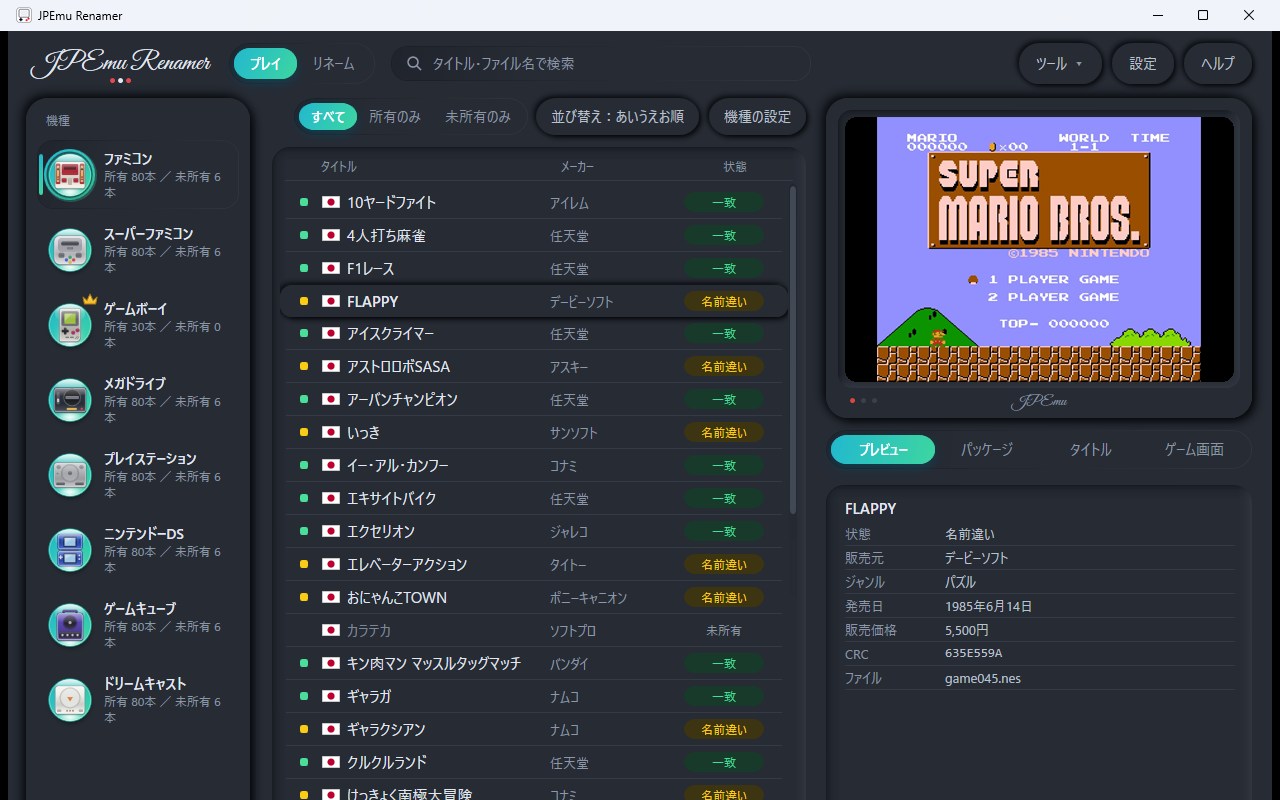 JPEmu Renamer
JPEmu Renamer
プレイ
リネーム
タイトル・ファイル名で検索
ツール
設定
ヘルプ
機種
ファミコン
所有 80本 ／ 未所有 6
本
スーパーファミコン
所有 80本 ／ 未所有 6
本
ゲームボーイ
所有 30本 ／ 未所有 0
本
メガドライブ
所有 80本 ／ 未所有 6
本
プレイステーション
所有 80本 ／ 未所有 6
本
ニンテンドーDS
所有 80本 ／ 未所有 6
本
ゲームキューブ
所有 80本 ／ 未所有 6
本
ドリームキャスト
所有 80本 ／ 未所有 6
本
すべて
所有のみ
未所有のみ
並び替え：あいうえお順
機種の設定
タイトル メーカー 状態
10ヤードファイト アイレム 一致
4人打ち麻雀 任天堂 一致
F1レース 任天堂 一致
FLAPPY デービーソフト 名前違い
アイスクライマー 任天堂 一致
アストロロボSASA アスキー 名前違い
アーバンチャンピオン 任天堂 一致
いっき サンソフト 名前違い
イー・アル・カンフー コナミ 一致
エキサイトバイク 任天堂 一致
エクセリオン ジャレコ 一致
エレベーターアクション タイトー 名前違い
おにゃんこTOWN ポニーキャニオン 名前違い
カラテカ ソフトプロ 未所有
キン肉マン マッスルタッグマッチ バンダイ 一致
ギャラガ ナムコ 一致
ギャラクシアン ナムコ 名前違い
クルクルランド 任天堂 一致
けっきょく南極大冒険 コナミ 名前違い
MARIO WORLD TIME
000000 ×00 1-1
SUPER
MARIO BROS.
©1985 NINTENDO
1 PLAYER GAME
2 PLAYER GAME
TOP- 000000
JPEmu
プレビュー
パッケージ
タイトル
ゲーム画面
FLAPPY
状態 名前違い
販売元 デービーソフト
ジャンル パズル
発売日 1985年6月14日
販売価格 5,500円
CRC 635E559A
ファイル game045.nes